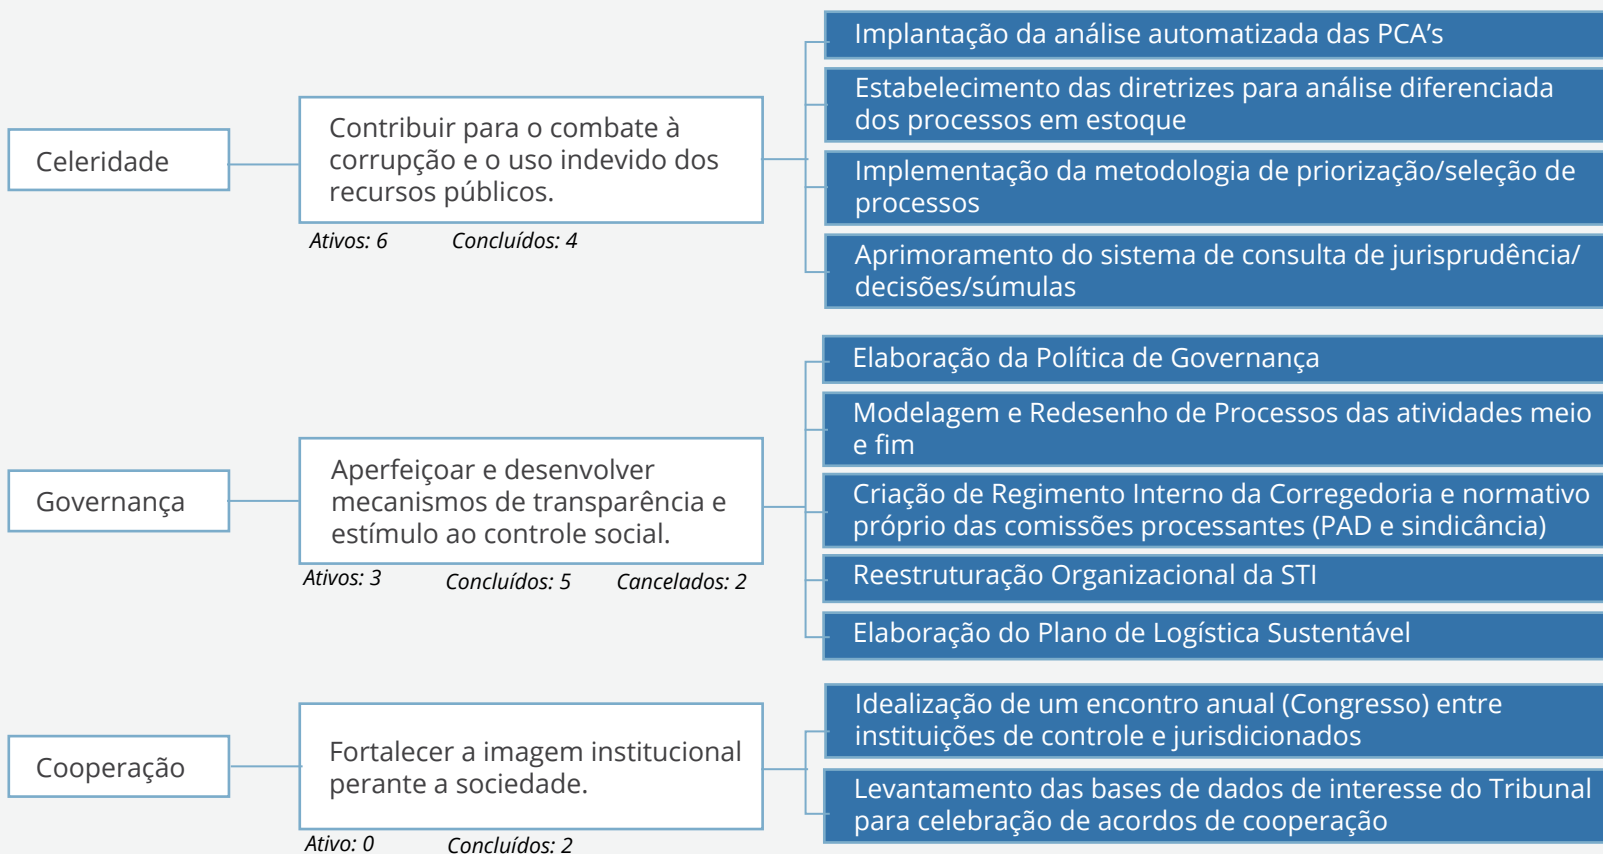 Celeridade
Contribuir para o combate à
corrupção e o uso indevido dos
recursos públicos.
Ativos: 6 Concluídos: 4
Implantação da análise automatizada das PCA’s
Estabelecimento das diretrizes para análise diferenciada
dos processos em estoque
Implementação da metodologia de priorização/seleção de
processos
Aprimoramento do sistema de consulta de jurisprudência/
decisões/súmulas
Governança
Aperfeiçoar e desenvolver
mecanismos de transparência e
estímulo ao controle social.
Ativos: 3 Concluídos: 5 Cancelados: 2
Elaboração da Política de Governança
Modelagem e Redesenho de Processos das atividades meio
e fim
Criação de Regimento Interno da Corregedoria e normativo
próprio das comissões processantes (PAD e sindicância)
Reestruturação Organizacional da STI
Elaboração do Plano de Logística Sustentável
Cooperação
Fortalecer a imagem institucional
perante a sociedade.
Ativo: 0 Concluídos: 2
Idealização de um encontro anual (Congresso) entre
instituições de controle e jurisdicionados
Levantamento das bases de dados de interesse do Tribunal
para celebração de acordos de cooperação